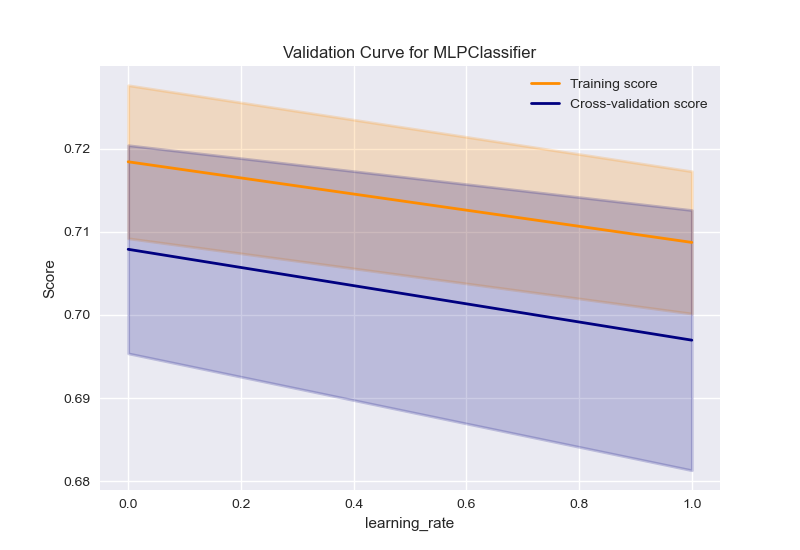 Validation Curve for MLPClassifier
Training score
Cross-validation score
0.72
0.71
0.70
0.69
0.68
Score
0.0 0.2 0.4 0.6 0.8 1.0
learning_rate